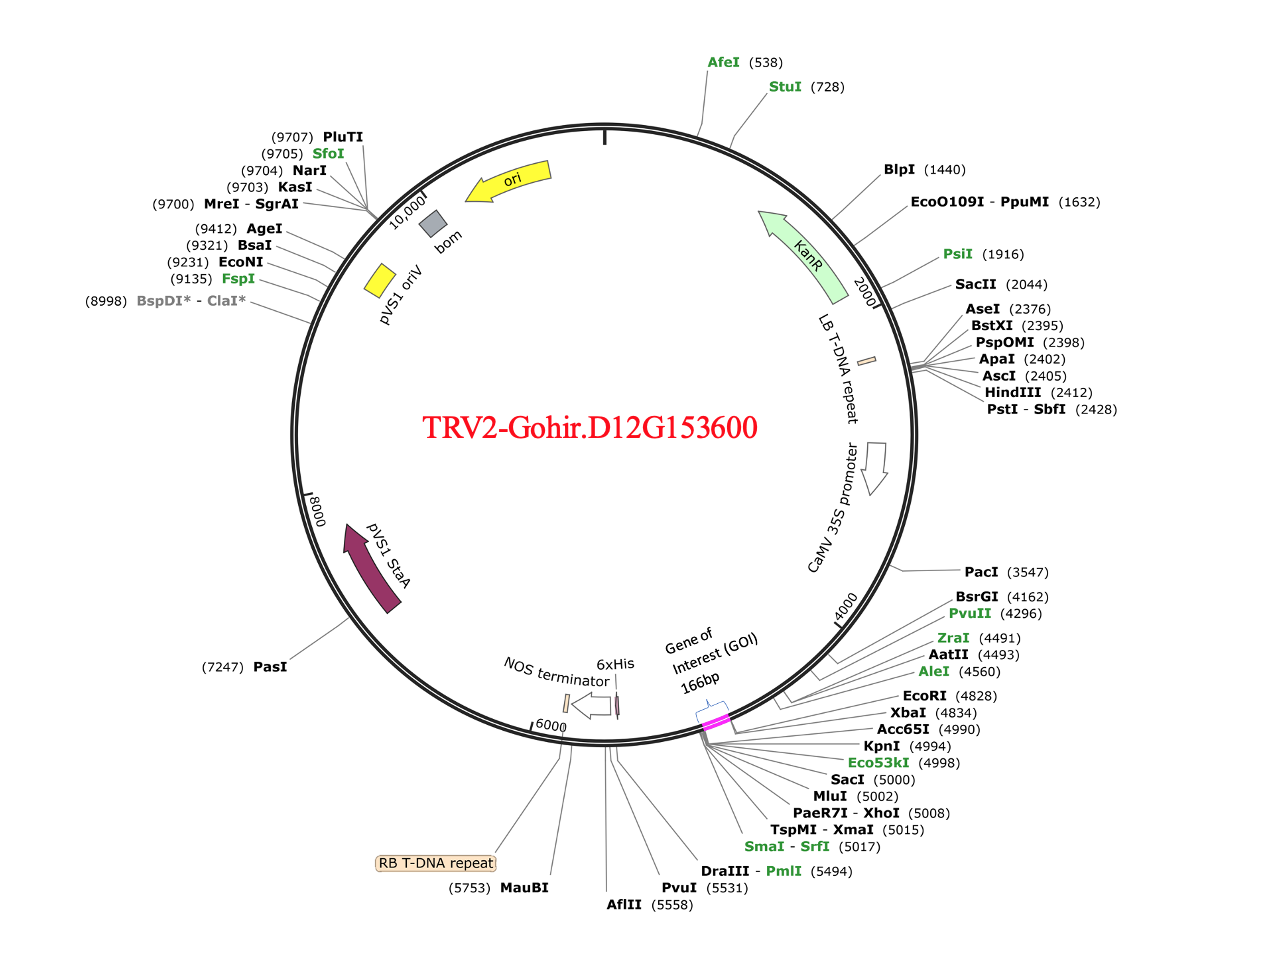 AfeI (538)
StuI (728)
BlpI (1440)
EcoO109I - PpuMI (1632)
PsiI (1916)
SacII (2044)
AseI (2376)
BstXI (2395)
PspOMI (2398)
ApaI (2402)
AscI (2405)
HindIII (2412)
PstI - SbfI (2428)
PacI (3547)
BsrGI (4162)
PvuII (4296)
ZraI (4491)
AatII (4493)
AleI (4560)
EcoRI (4828)
XbaI (4834)
Acc65I (4990)
KpnI (4994)
Eco53kI (4998)
SacI (5000)
MluI (5002)
PaeR7I - XhoI (5008)
TspMI - XmaI (5015)
SmaI - SrfI (5017)
DraIII - PmlI (5494)
PvuI (5531)
AflII (5558)
(5753) MauBI
RB T-DNA repeat
(7247) PasI
(8998) BspDI* - ClaI*
(9135) FspI
(9231) EcoNI
(9321) BsaI
(9412) AgeI
(9700) MreI - SgrAI
(9703) KasI
(9704) NarI
(9705) SfoI
(9707) PluTI
ori
KanR
2000
LB T-DNA repeat
CaMV 35S promoter
4000
Gene of
Interest (GOI)
166bp
6xHis
NOS terminator
6000
pVS1 StaA
8000
pVS1 oriV
bom
10,000
TRV2-Gohir.D12G153600